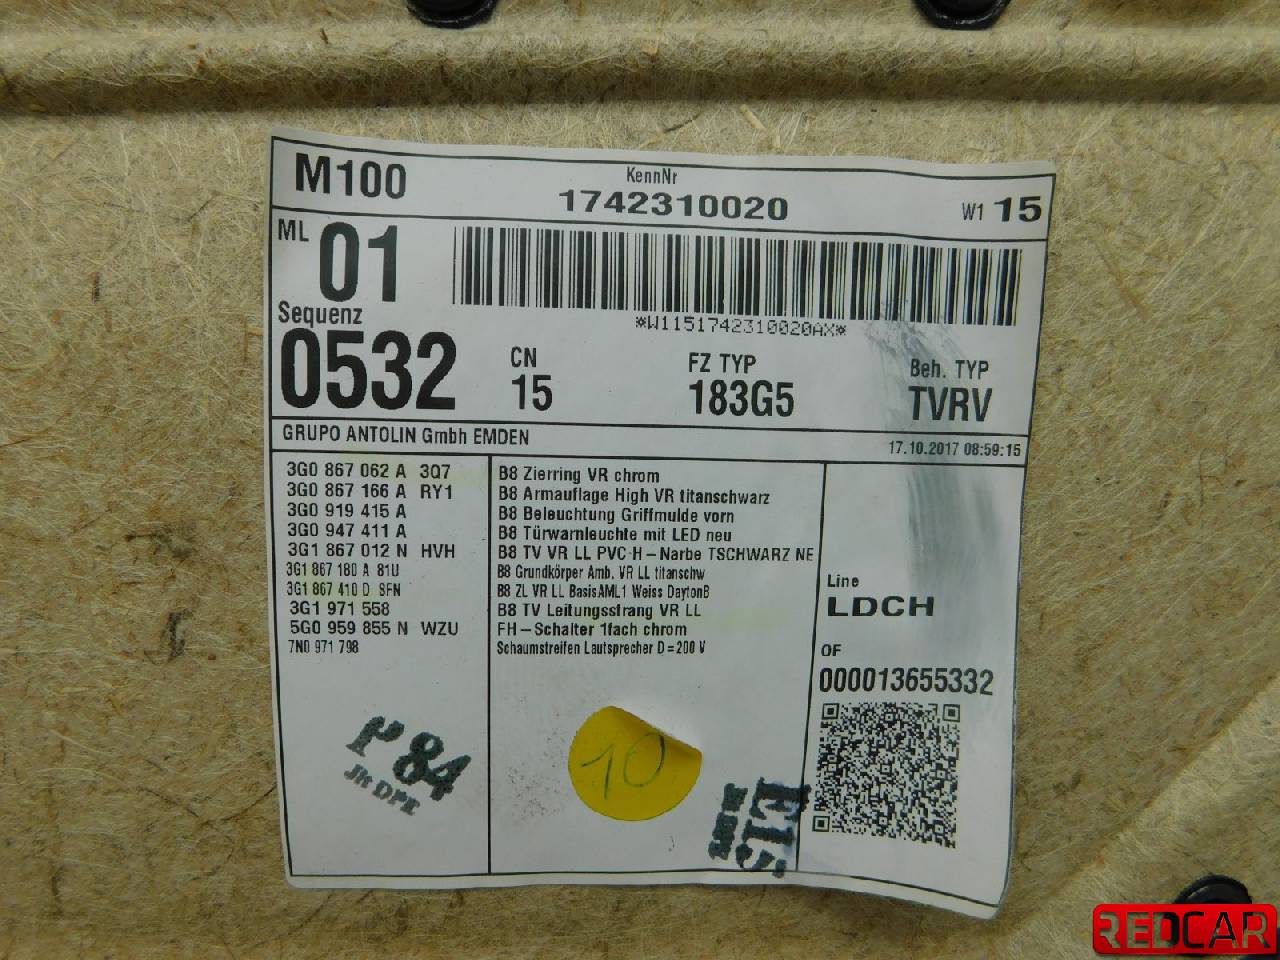 M100
KennNr
1742310020
W1 15
ML 01
*W1151742310020AX*
Sequenz
0532
CN
15
FZ TYP
183G5
Beh. TYP
TVRV
GRUPO ANTOLIN Gmbh EMDEN
17.10.2017 08:59:15
3G0 867 062 A 3Q7
3G0 867 166 A RY1
3G0 919 415 A
3G0 947 411 A
3G1 867 012 N HVH
3G1 867 180 A 81U
3G1 867 410 D SFN
3G1 971 558
5G0 959 855 N WZU
7N0 971 798
B8 Zierring VR chrom
B8 Armauflage High VR titanschwarz
B8 Beleuchtung Griffmulde vorn
B8 Türwarnleuchte mit LED neu
B8 TV VR LL PVC-H-Narbe TSCHWARZ NE
B8 Grundkörper Amb. VR LL titanschw
B8 ZL VR LL BasisAML1 Weiss DaytonB
B8 TV Leitungsstrang VR LL
FH-Schalter 1fach chrom
Schaumstreifen Lautsprecher D=200 V
Line
LDCH
OF
000013655332
P84
10
E15
REDCAR